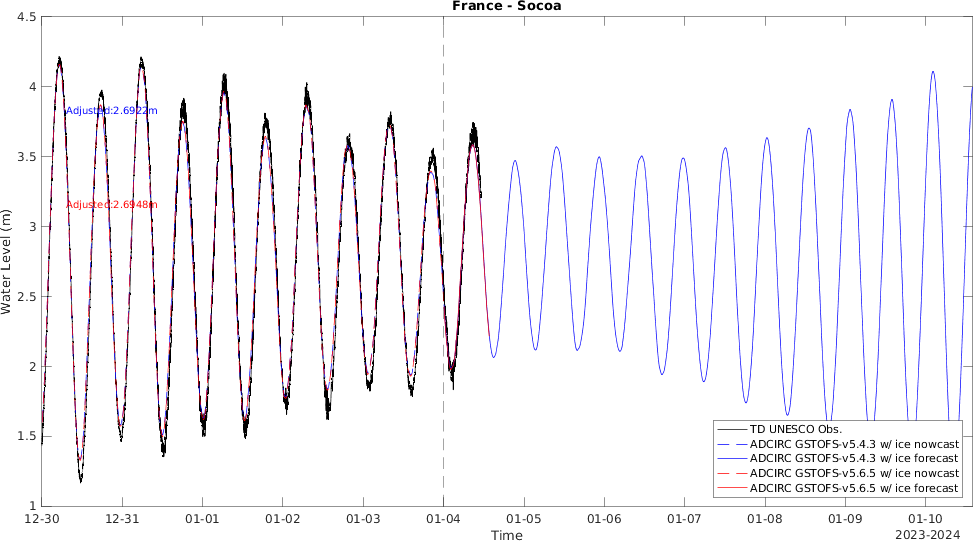 France - Socoa
4.5
4
3.5
3
2.5
2
1.5
1
Water Level (m)
Adjusted:2.6922m
Adjusted:2.6948m
TD UNESCO Obs.
ADCIRC GSTOFS-v5.4.3 w/ ice nowcast
ADCIRC GSTOFS-v5.4.3 w/ ice forecast
ADCIRC GSTOFS-v5.6.5 w/ ice nowcast
ADCIRC GSTOFS-v5.6.5 w/ ice forecast
12-30 12-31 01-01 01-02 01-03 01-04 01-05 01-06 01-07 01-08 01-09 01-10
Time
2023-2024